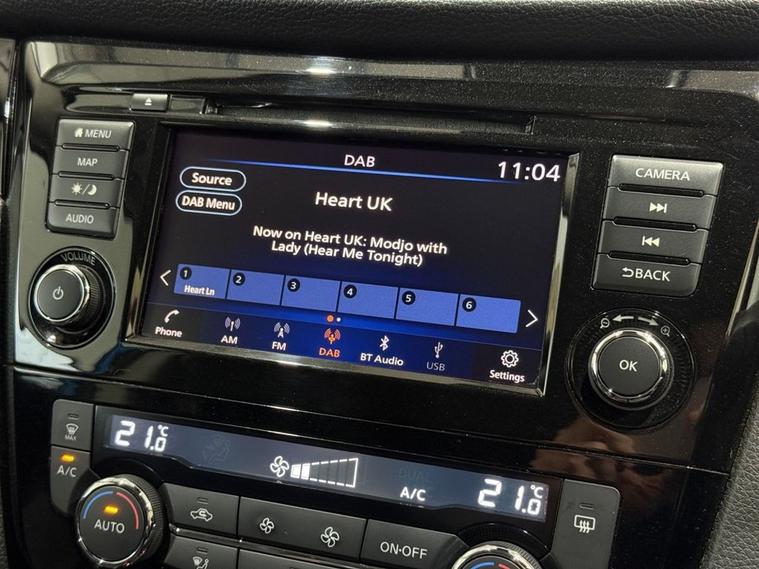 MENU
MAP
AUDIO
VOLUME
DAB
11:04
Source
DAB Menu
Heart UK
Now on Heart UK: Modjo with
Lady (Hear Me Tonight)
1
Heart Ln
2
3
4
5
6
Phone
AM
FM
DAB
BT Audio
USB
Settings
CAMERA
BACK
OK
MAX
A/C
21.0°C
A/C
21.0°C
AUTO
ON·OFF